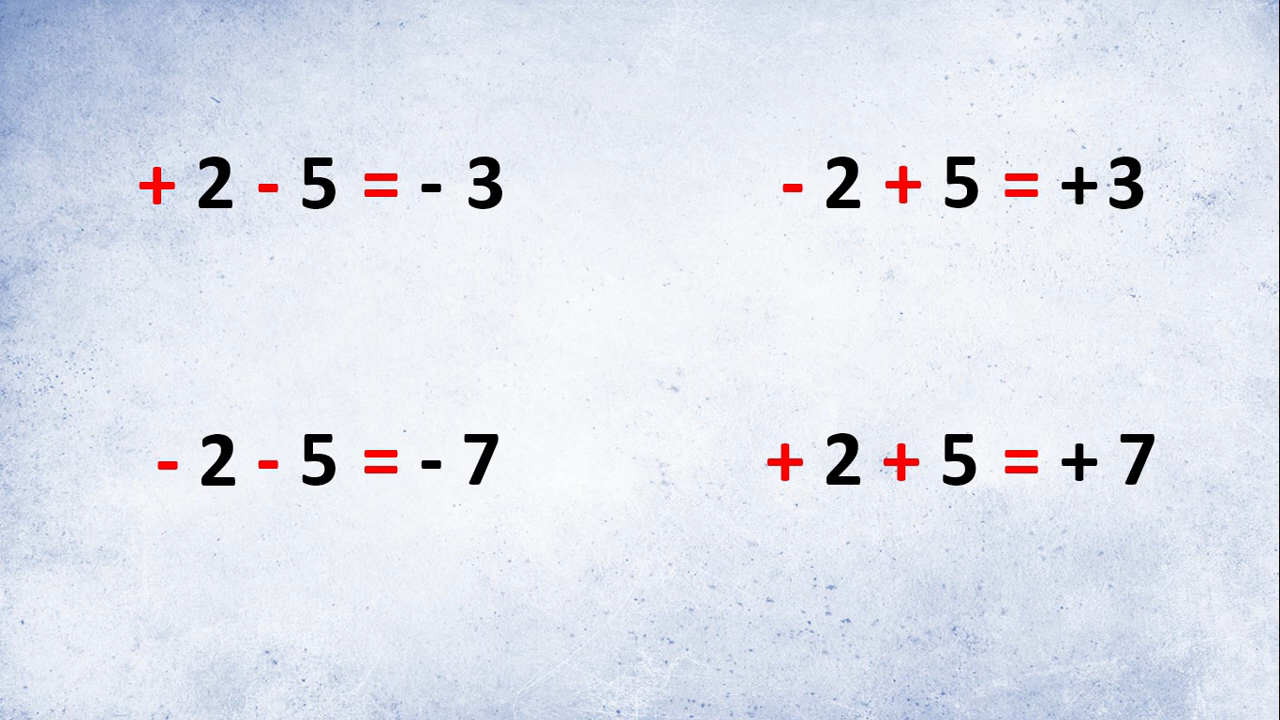 + 2 - 5 = - 3
- 2 + 5 = +3
- 2 - 5 = - 7
+ 2 + 5 = + 7